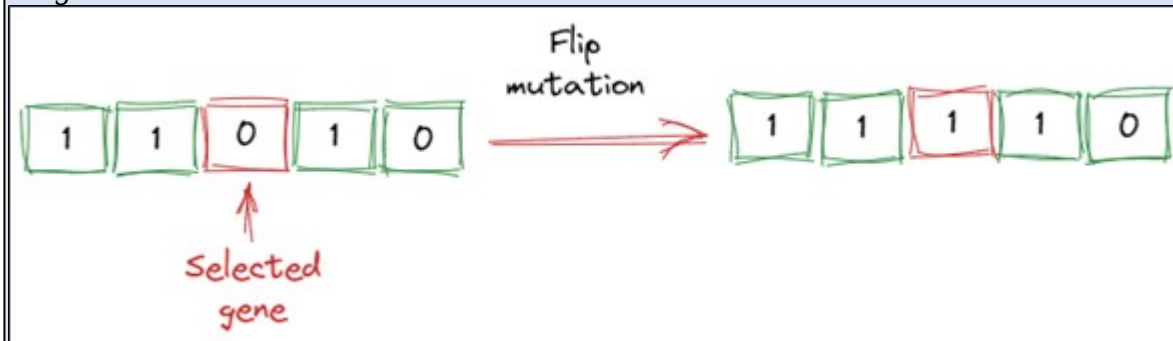 Flip
mutation
1 1 0 1 0
1 1 1 1 0
Selected
gene